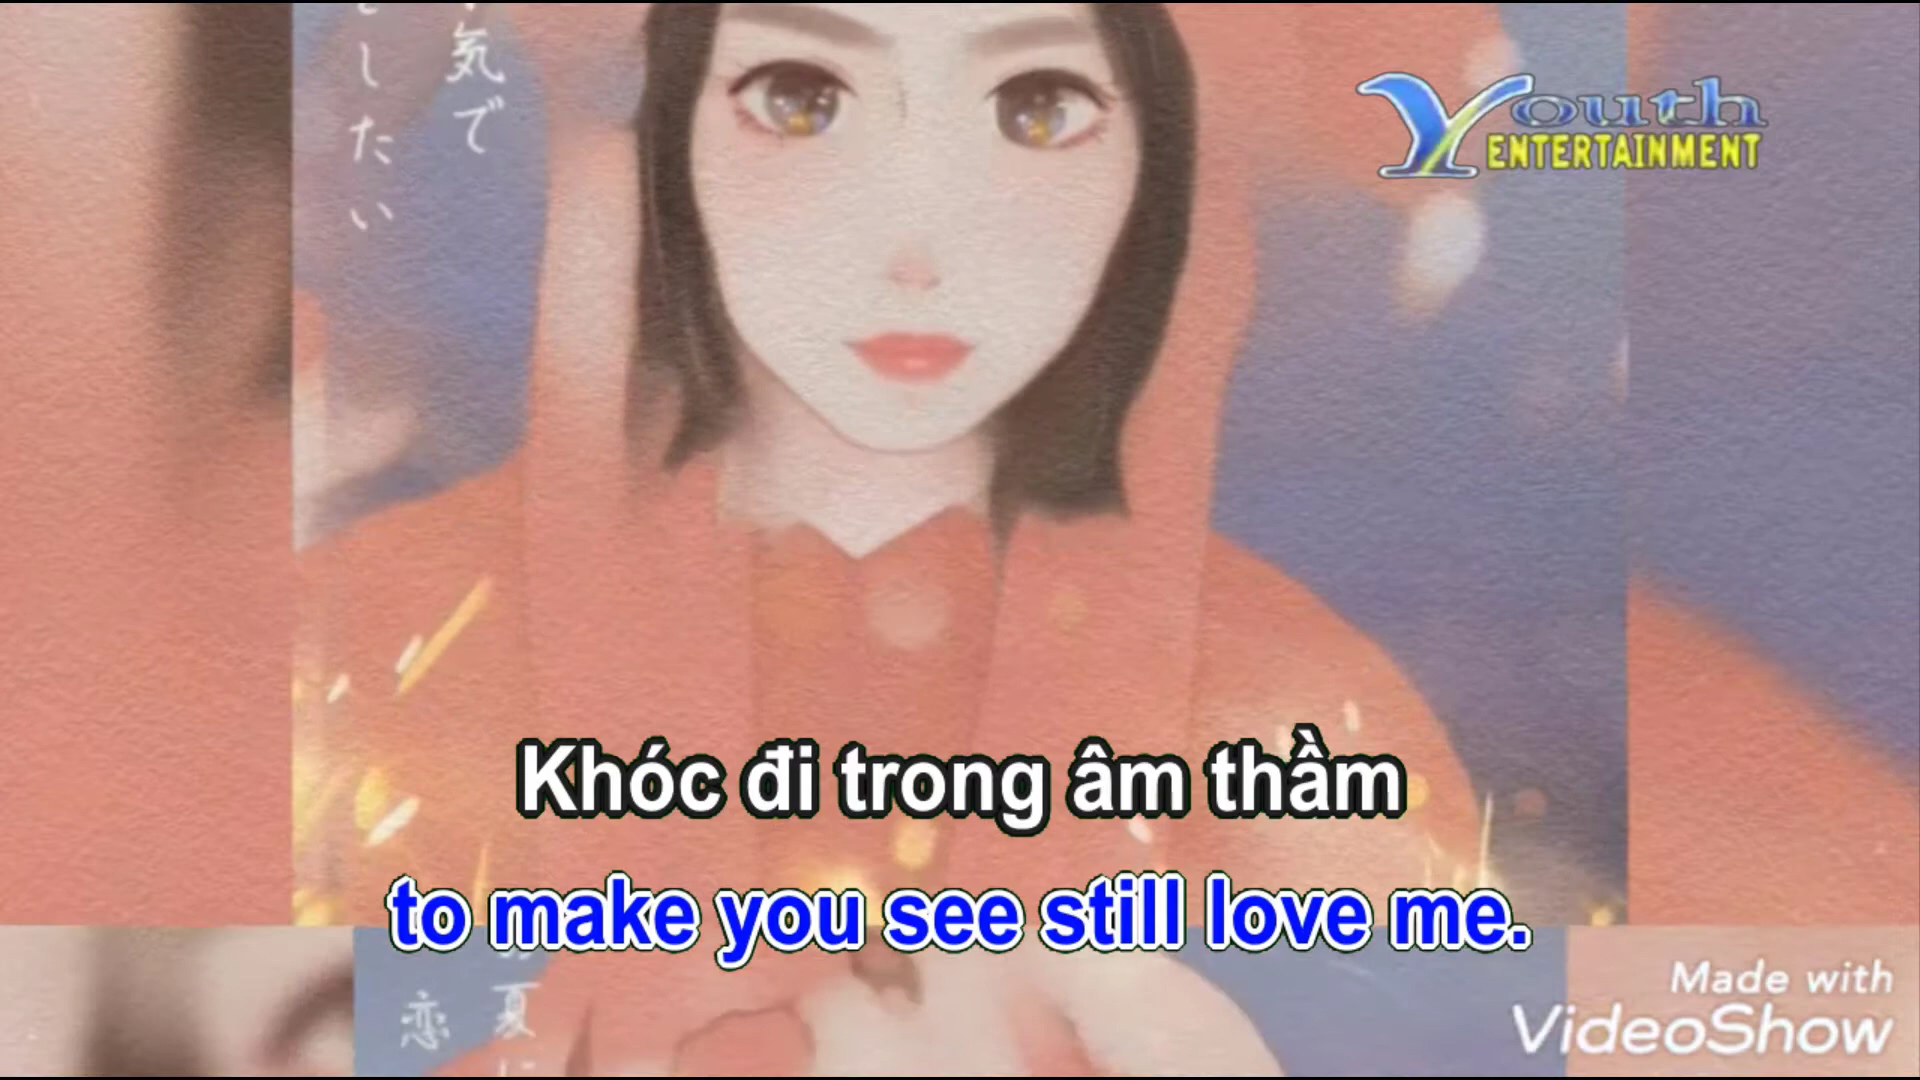 気で
したい
Youth
ENTERTAINMENT
Khóc đi trong âm thầm
to make you see still love me.
夏に
恋
Made with
VideoShow